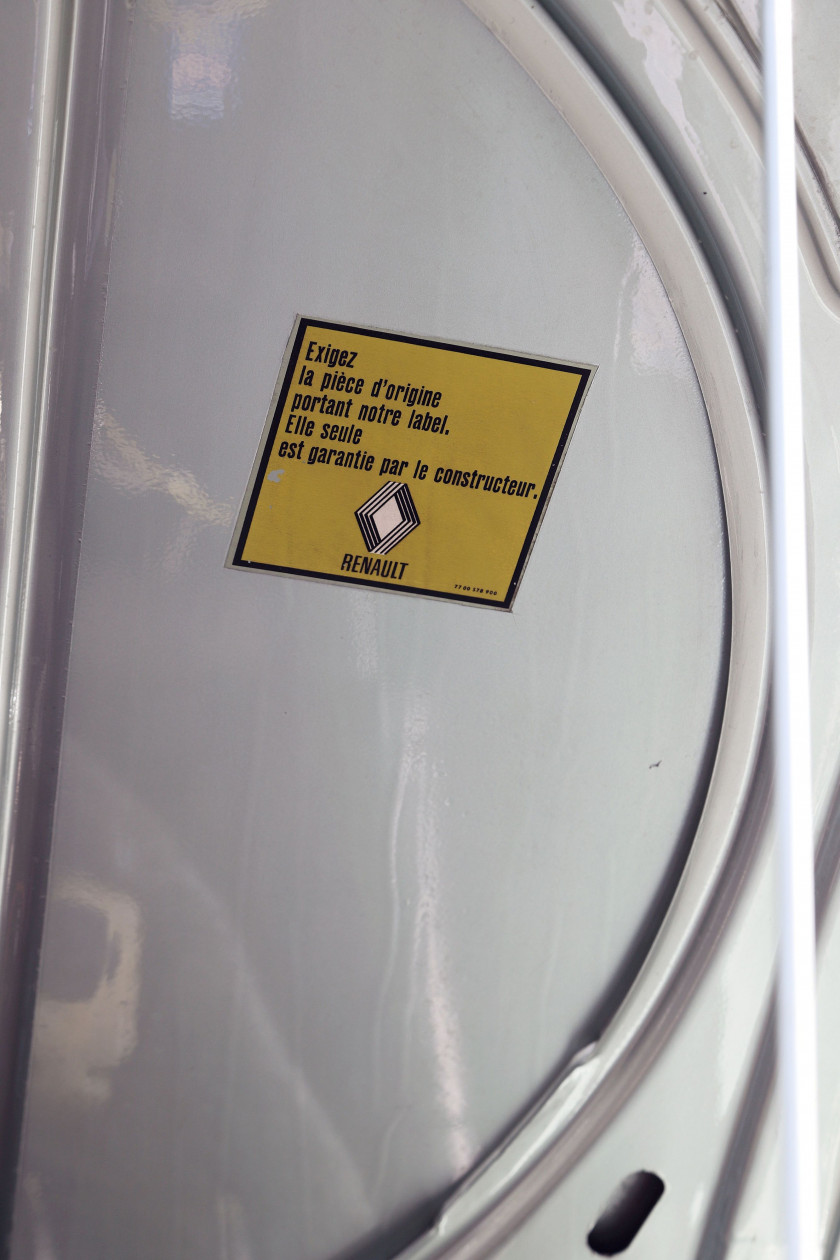 Exigez
la pièce d'origine
portant notre label.
Elle seule
est garantie par le constructeur.
RENAULT